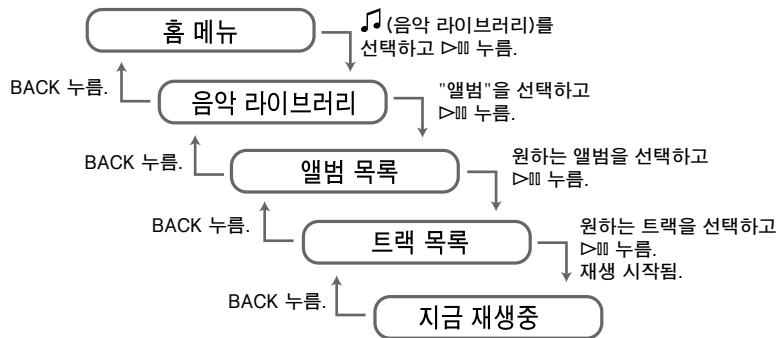 홈 메뉴
♫(음악 라이브러리)를
선택하고 ▷▯▯ 누름.
BACK 누름.
음악 라이브러리
"앨범"을 선택하고
▷▯▯ 누름.
BACK 누름.
앨범 목록
원하는 앨범을 선택하고
▷▯▯ 누름.
BACK 누름.
트랙 목록
원하는 트랙을 선택하고
▷▯▯ 누름.
재생 시작됨.
BACK 누름.
지금 재생중